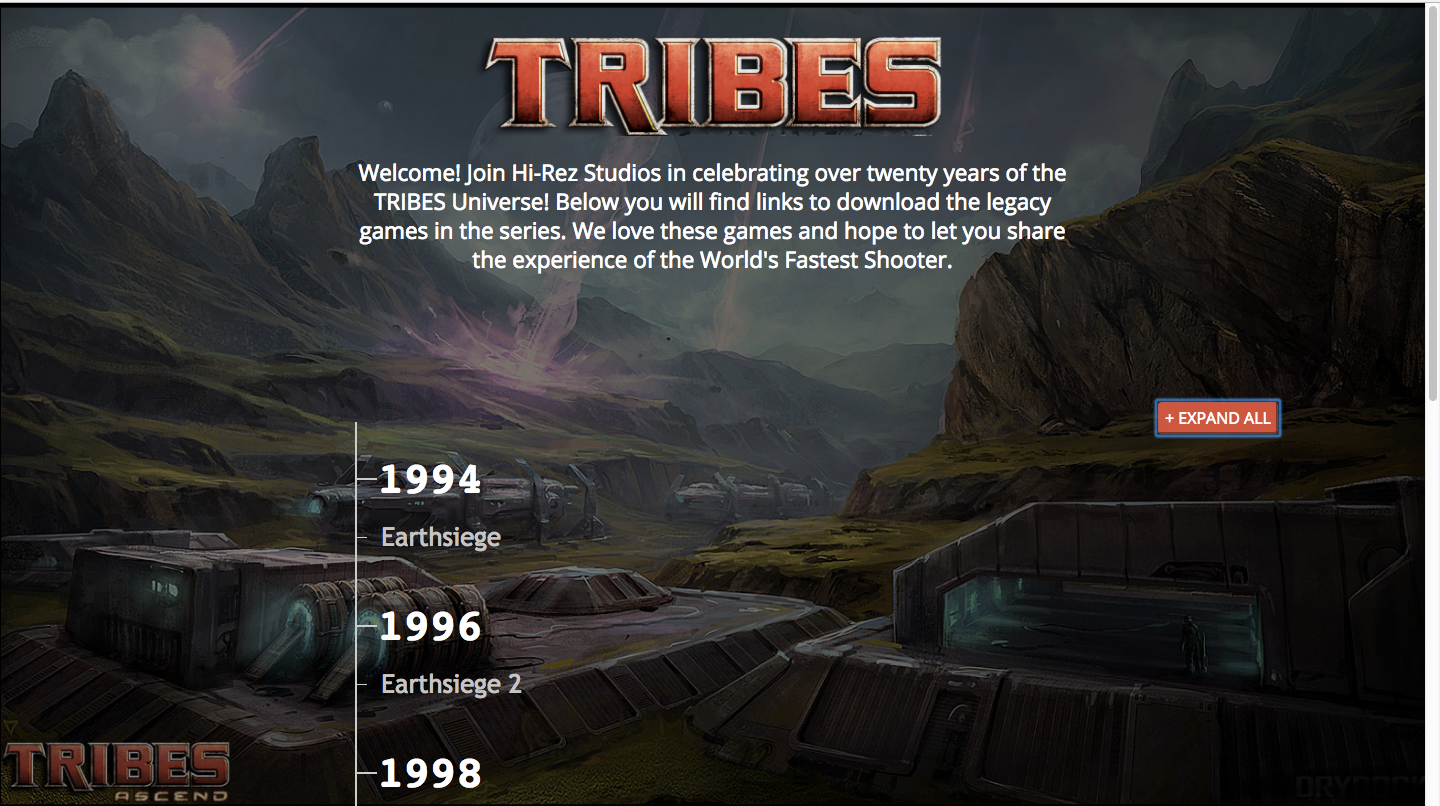 TRIBES
Welcome! Join Hi-Rez Studios in celebrating over twenty years of the
TRIBES Universe! Below you will find links to download the legacy
games in the series. We love these games and hope to let you share
the experience of the World's Fastest Shooter.
+ EXPAND ALL
1994
Earthsiege
1996
Earthsiege 2
1998
TRIBES
ASCEND